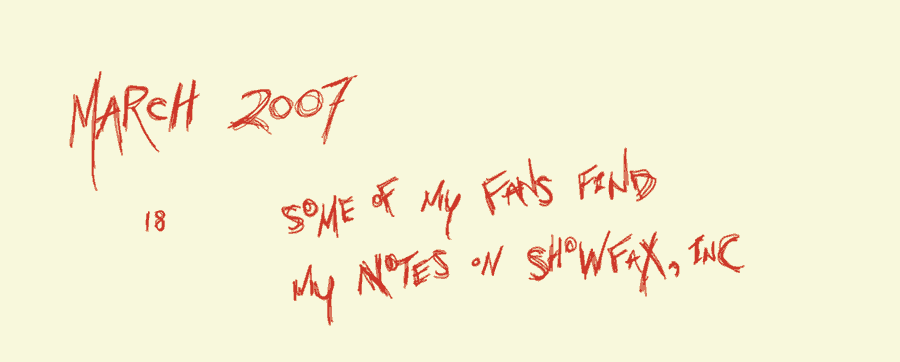 MARCH 2007
SOME OF MY FANS FIND
18
MY NOTES ON SHOWFAX, INC